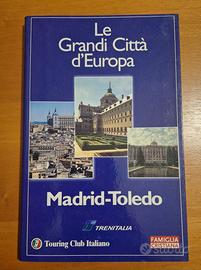 Le
Grandi Città
d'Europa
Madrid-Toledo
TRENITALIA
Touring Club Italiano
FAMIGLIA
CRISTIANA